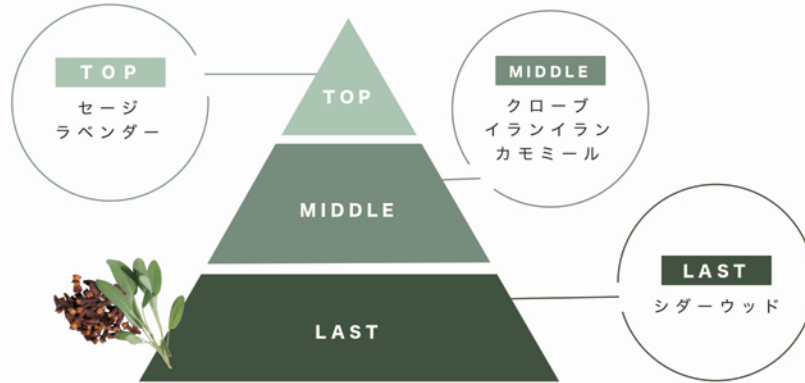 TOP
セージ
ラベンダー
TOP
MIDDLE
クローブ
イランイラン
カモミール
MIDDLE
LAST
シダーウッド
LAST